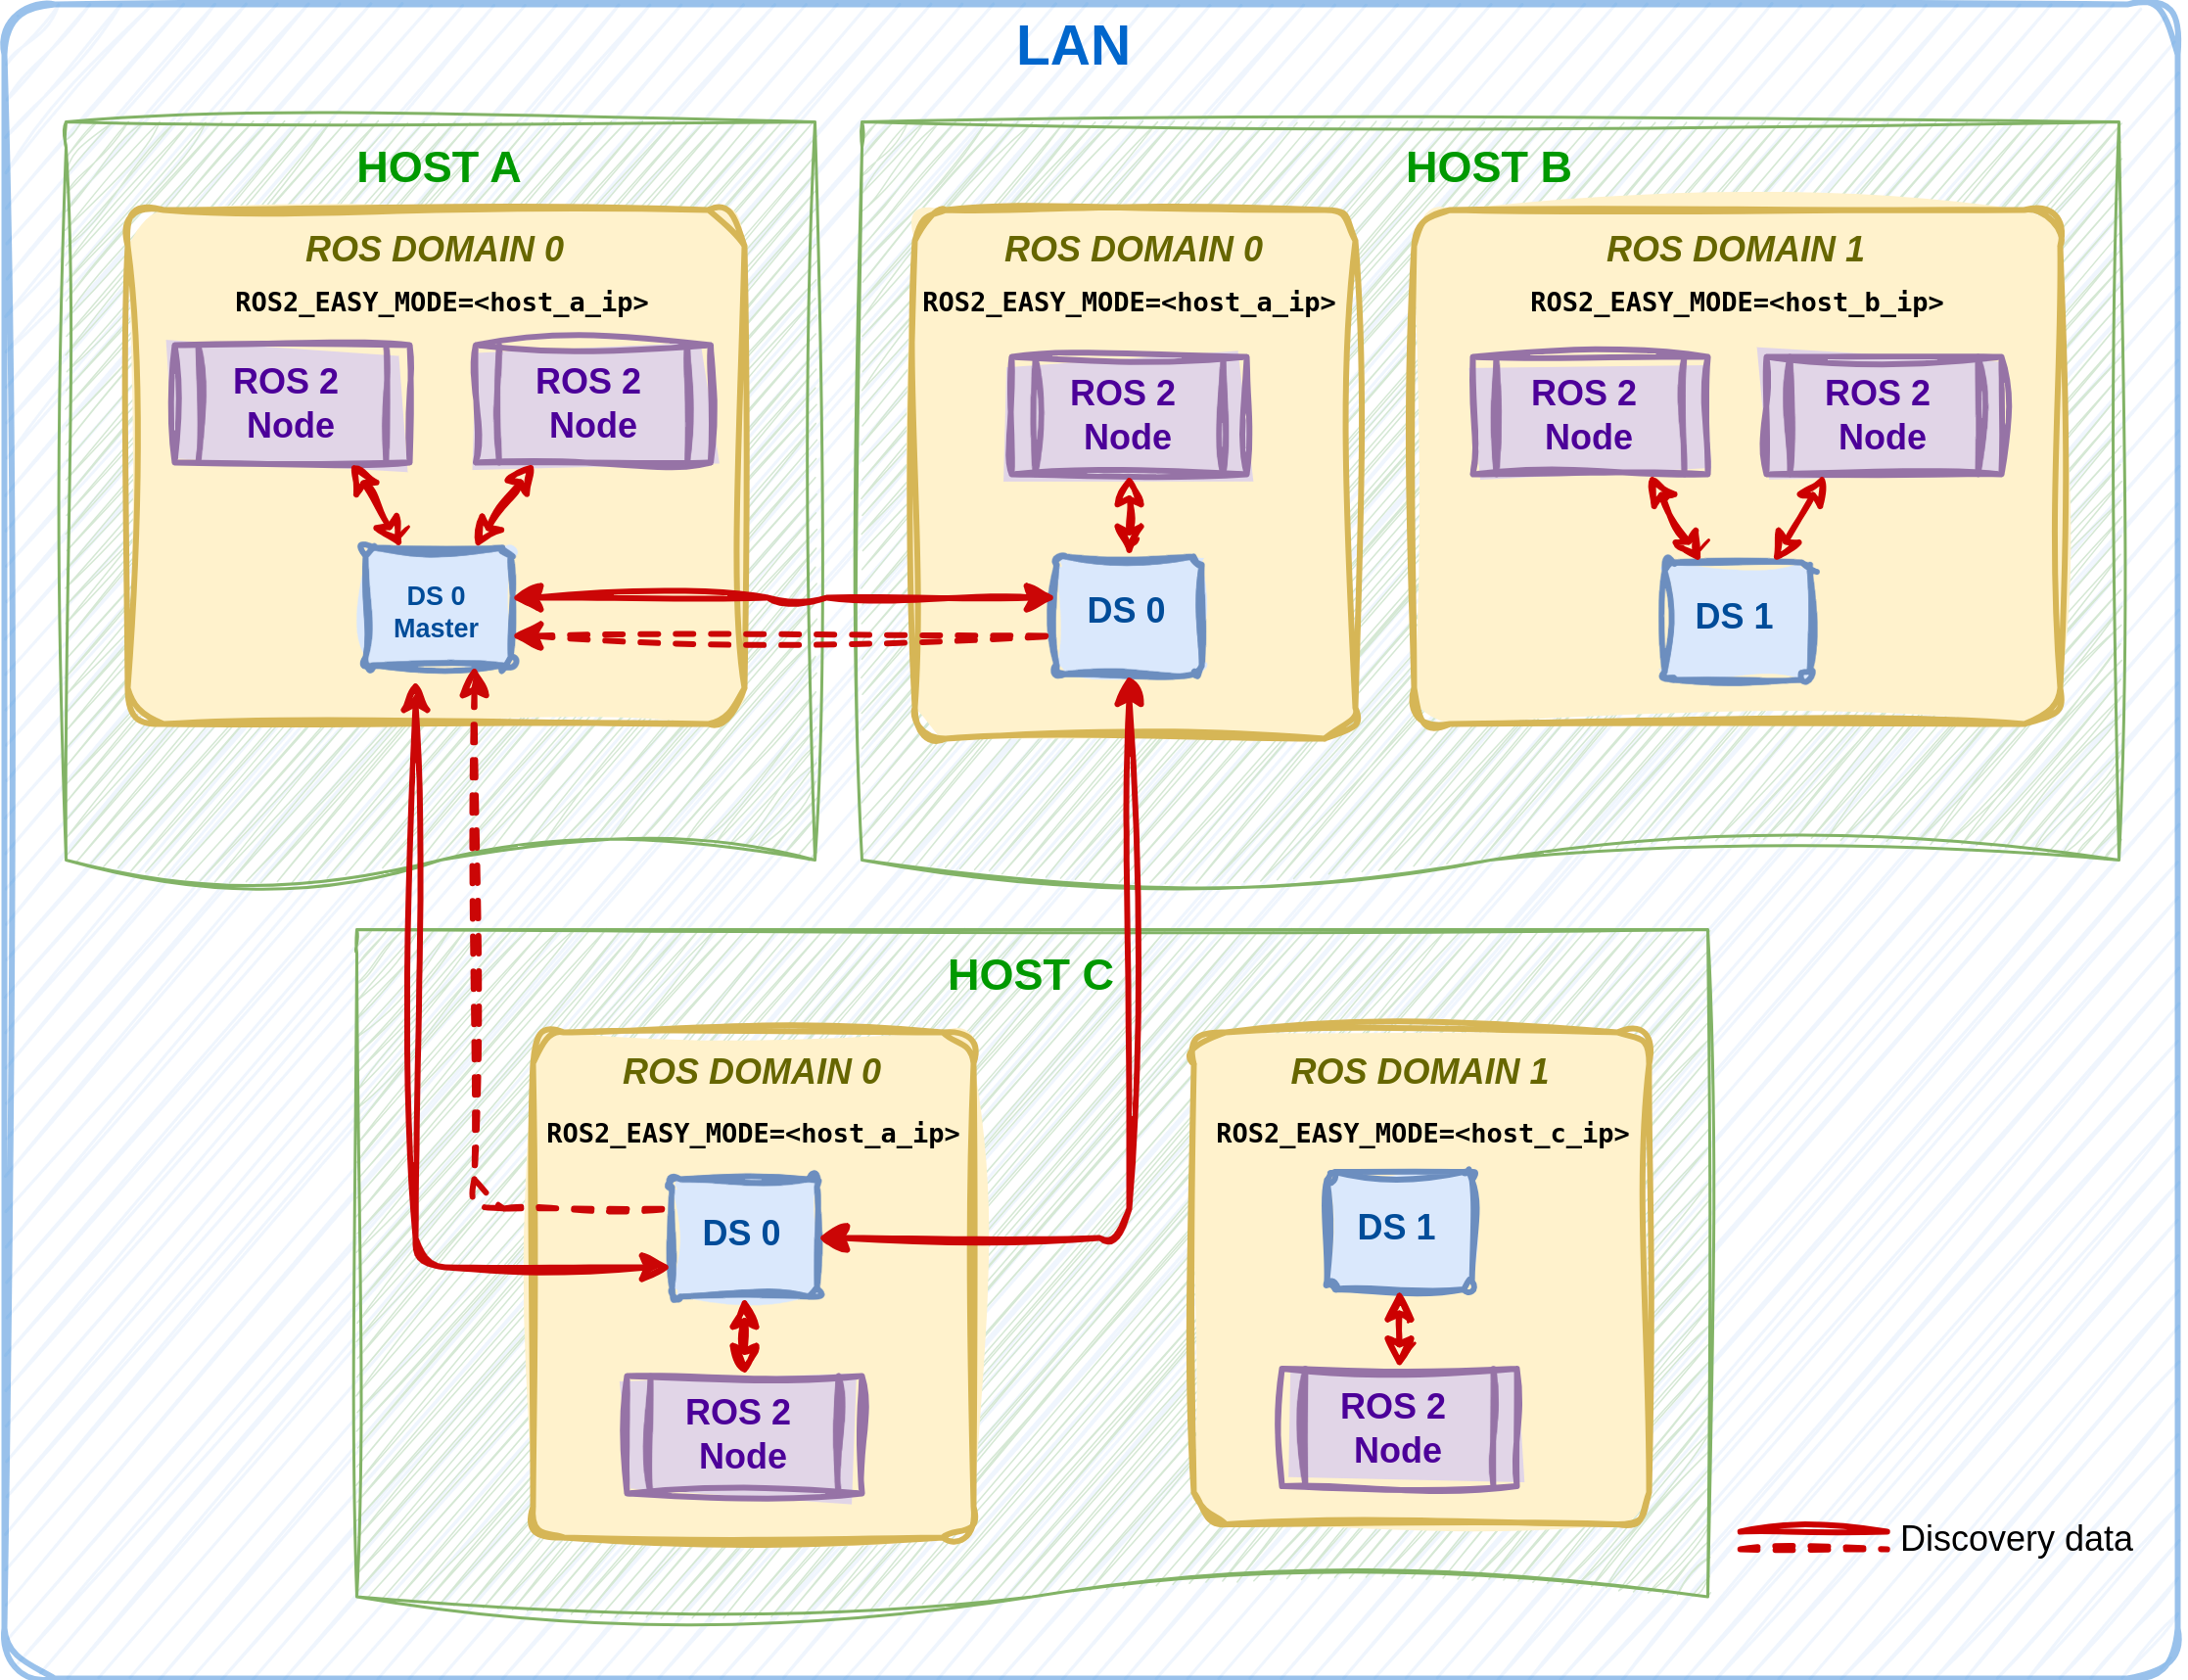 LAN
HOST A
ROS DOMAIN 0
ROS2_EASY_MODE=<host_a_ip>
ROS 2
Node
ROS 2
Node
DS 0
Master
HOST B
ROS DOMAIN 0
ROS2_EASY_MODE=<host_a_ip>
ROS 2
Node
DS 0
ROS DOMAIN 1
ROS2_EASY_MODE=<host_b_ip>
ROS 2
Node
ROS 2
Node
DS 1
HOST C
ROS DOMAIN 0
ROS2_EASY_MODE=<host_a_ip>
DS 0
ROS 2
Node
ROS DOMAIN 1
ROS2_EASY_MODE=<host_c_ip>
DS 1
ROS 2
Node
Discovery data